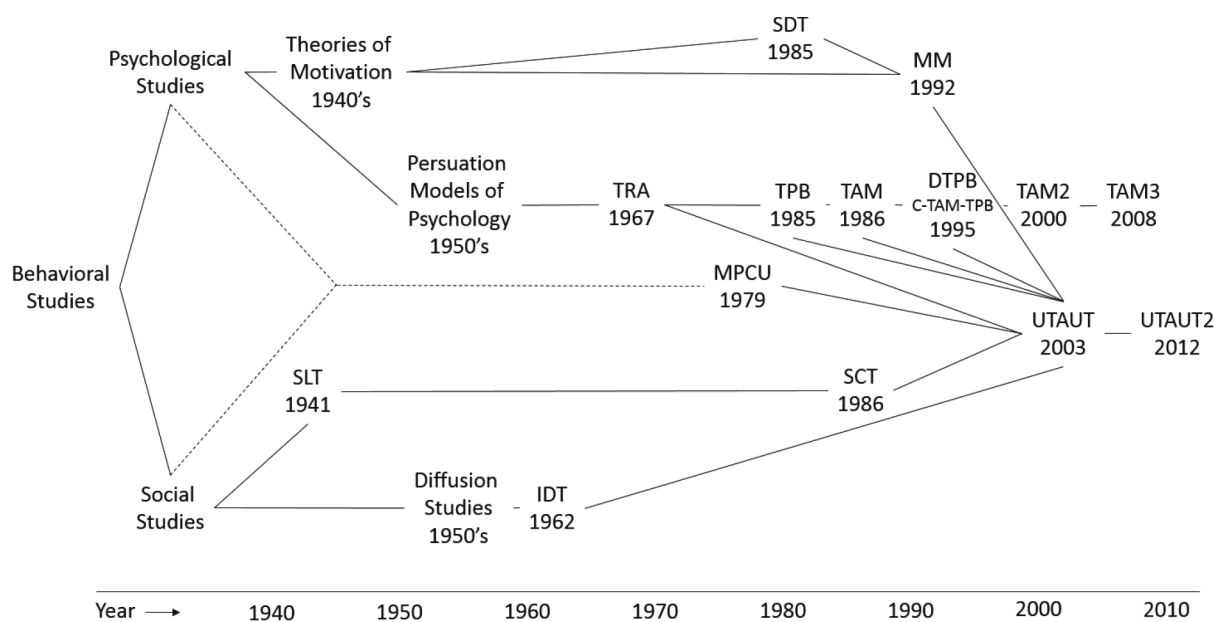 SDT
1985
Psychological
Studies
Theories of
Motivation
1940's
MM
1992
Persuation
Models of
Psychology
1950's
TRA
1967
TPB
1985
TAM
1986
DTPB
C-TAM-TPB
1995
TAM2
2000
TAM3
2008
Behavioral
Studies
MPCU
1979
UTAUT
2003
UTAUT2
2012
SLT
1941
SCT
1986
Social
Studies
Diffusion
Studies
1950's
IDT
1962
Year 1940 1950 1960 1970 1980 1990 2000 2010